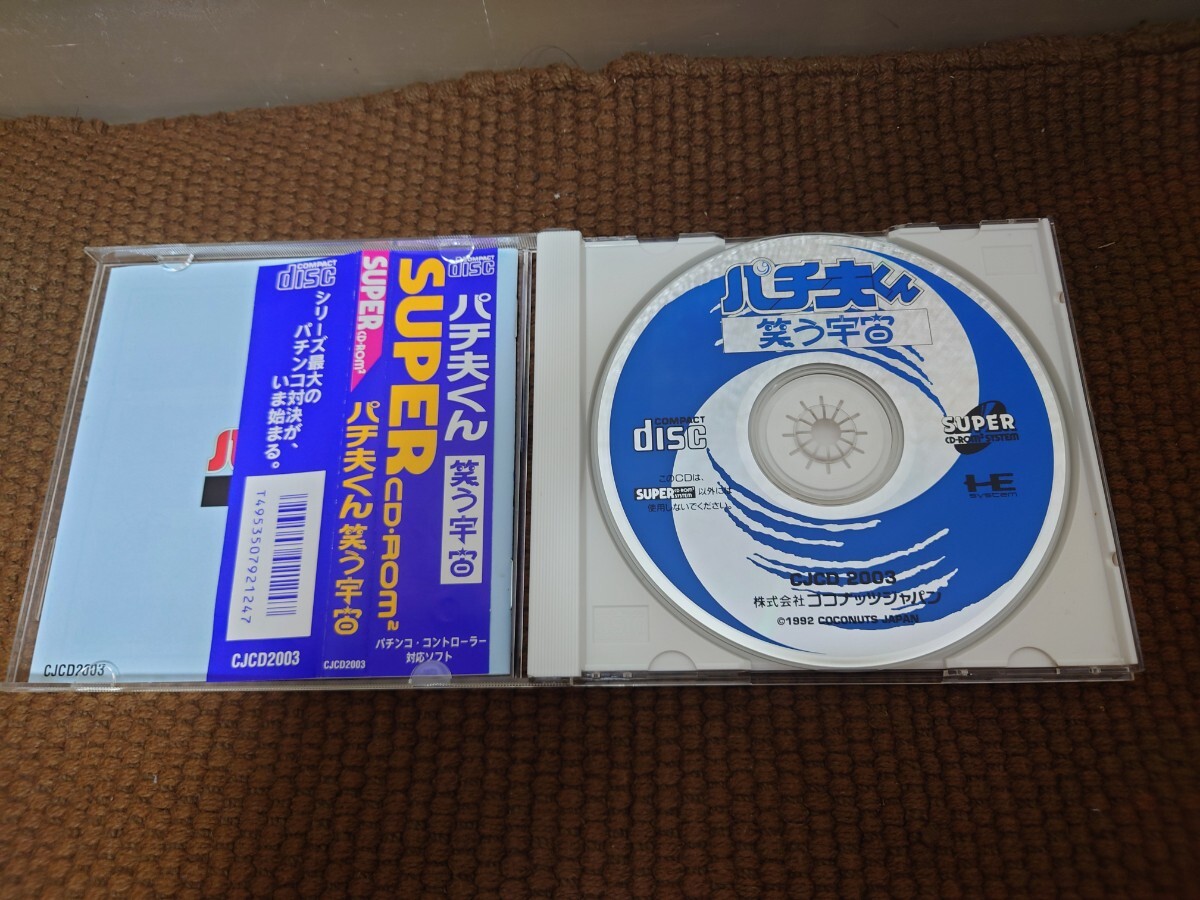 COMPACT
disc
シリーズ最大の
パチンコ対決が、
いま始まる。
T4953507921247
CJCD2003
CJCD2003
SUPER CD-ROM²
パチ夫くん 笑う宇宙
CJCD2003
COMPACT
disc
SUPER CD-ROM²
パチ夫くん 笑う宇宙
パチンコ・コントローラー
対応ソフト
パチ夫くん
笑う宇宙
COMPACT
disc
SUPER
CD-ROM² SYSTEM
このCDは、
SUPER CD-ROM² SYSTEM 以外には
使用しないでください。
HE
SYSTEM
CJCD 2003
株式会社 ココナッツジャパン
©1992 COCONUTS JAPAN